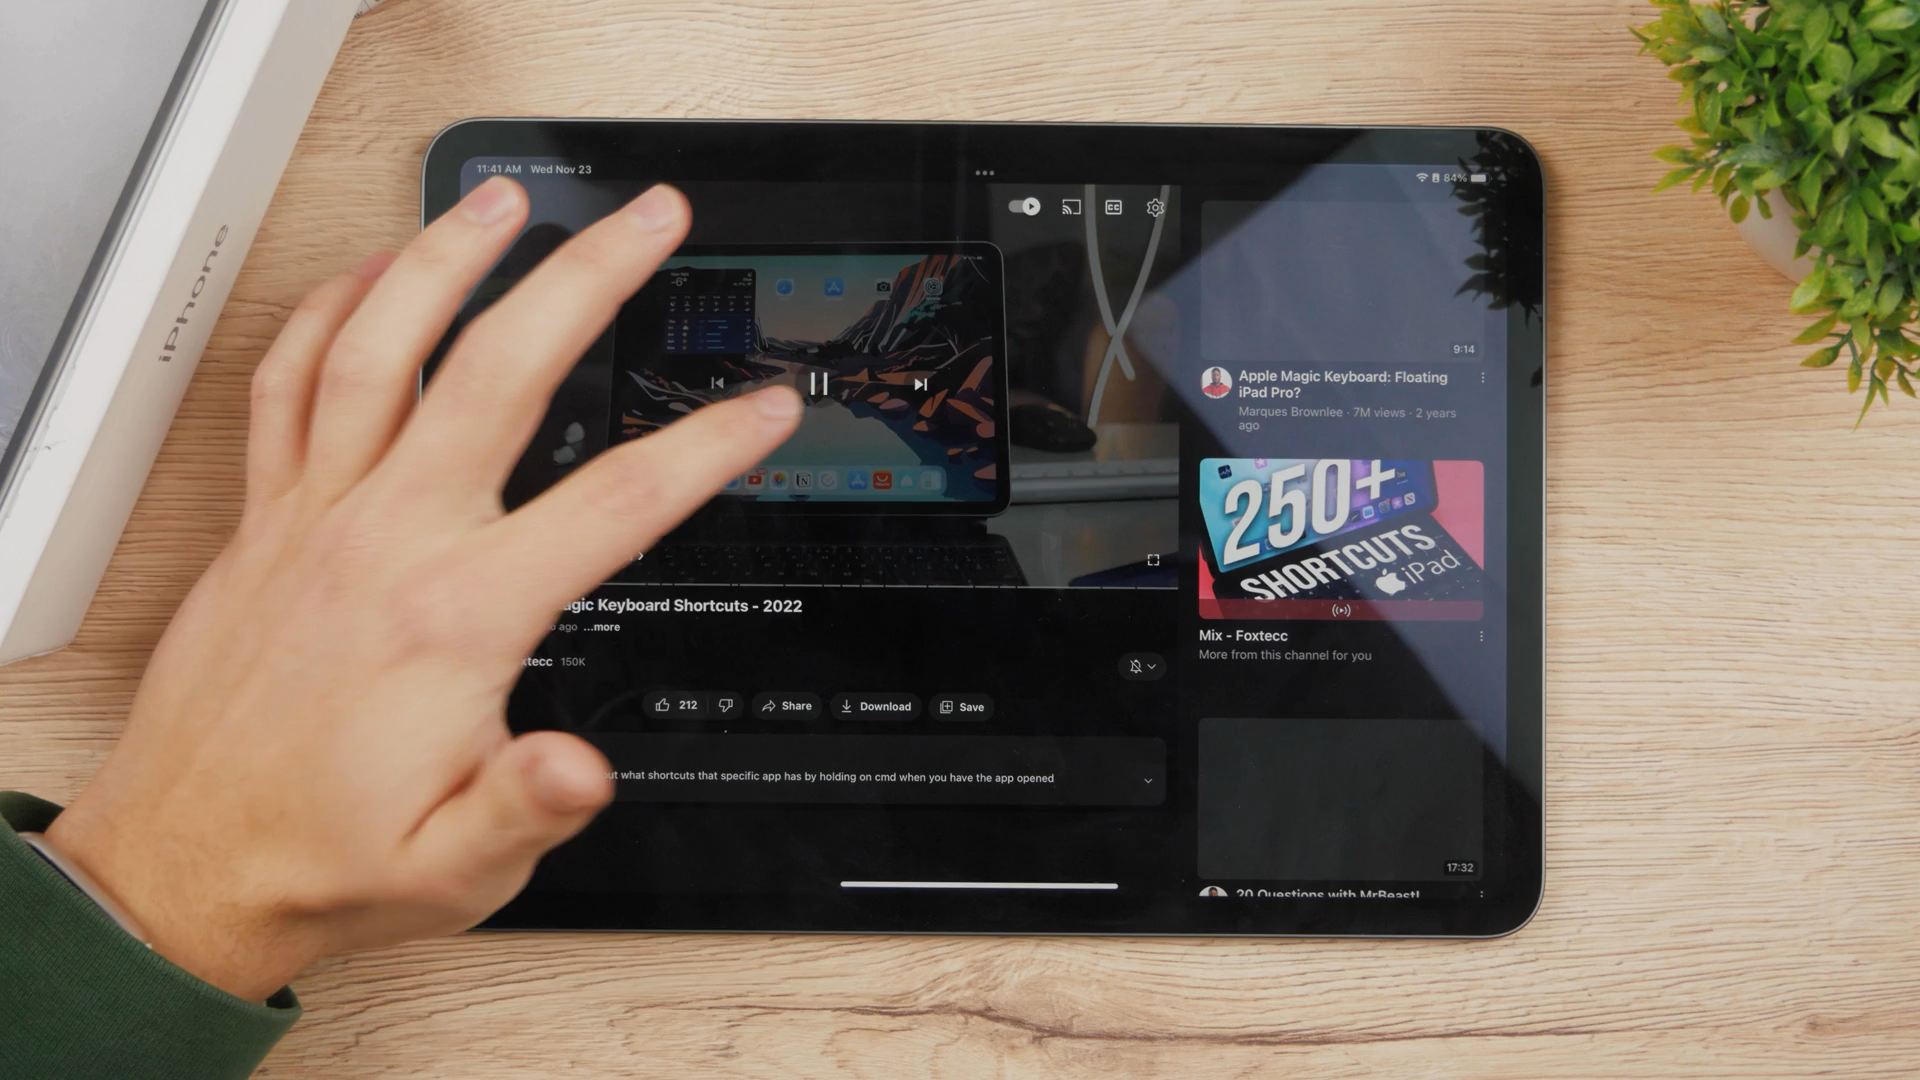 iPhone
11:41 AM Wed Nov 23
84%
CC
-6°
Keyboard Shortcuts - 2022
ago ...more
150K
212
Share
Download
Save
what shortcuts that specific app has by holding on cmd when you have the app opened
9:14
Apple Magic Keyboard: Floating
iPad Pro?
Marques Brownlee · 7M views · 2 years
ago
250+
SHORTCUTS
iPad
Mix - Foxtecc
More from this channel for you
17:32
20 Questions with MrBeast!